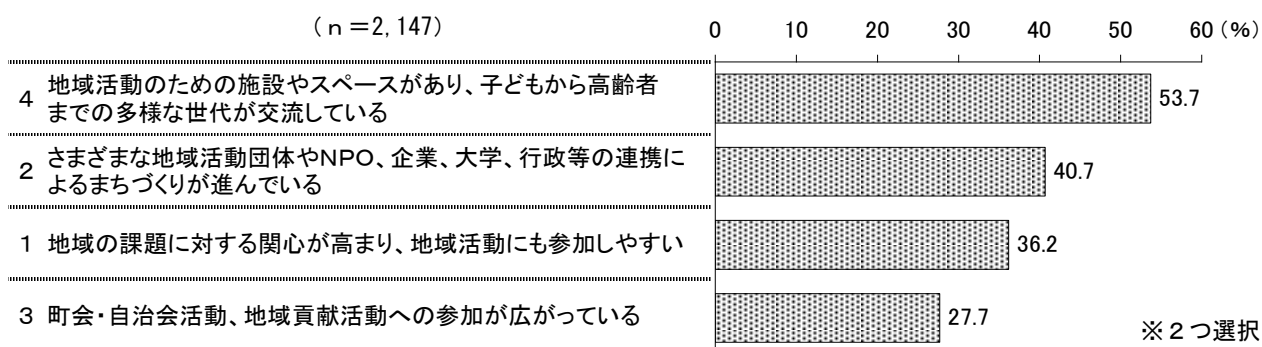 （ｎ＝2,147）
0 10 20 30 40 50 60（％）
4 地域活動のための施設やスペースがあり、子どもから高齢者
までの多様な世代が交流している
53.7
2 さまざまな地域活動団体やＮＰＯ、企業、大学、行政等の連携に
よるまちづくりが進んでいる
40.7
1 地域の課題に対する関心が高まり、地域活動にも参加しやすい
36.2
3 町会・自治会活動、地域貢献活動への参加が広がっている
27.7
※２つ選択